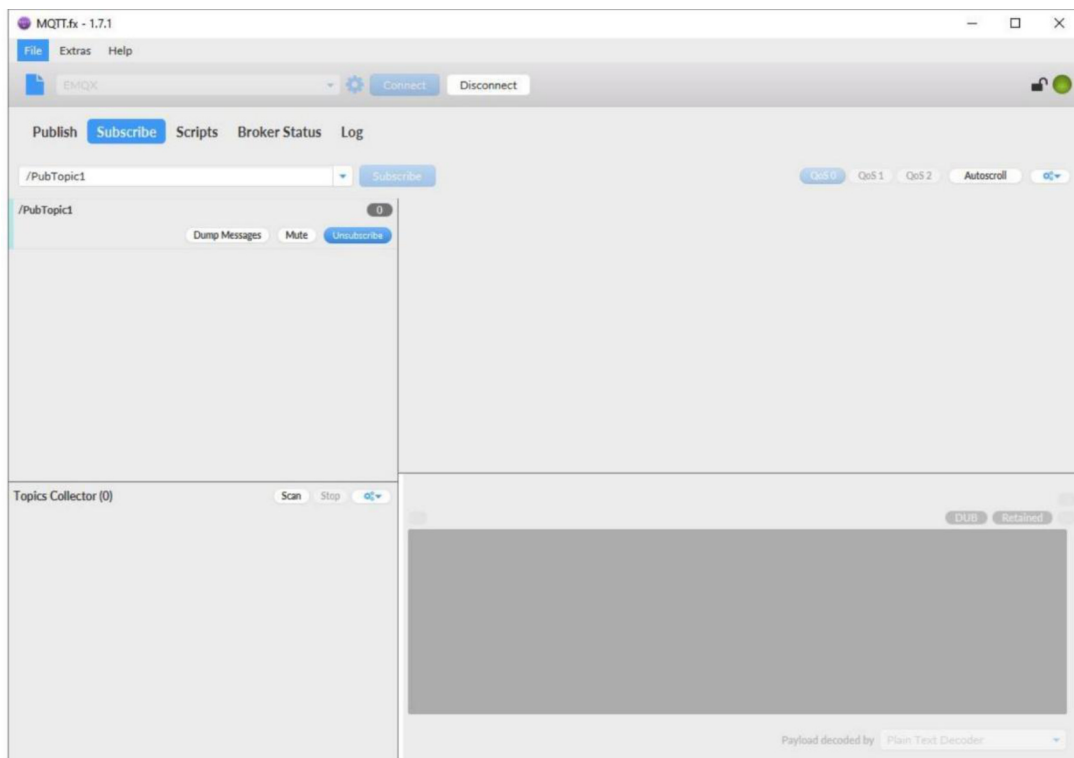 MQTT.fx - 1.7.1
File Extras Help
EMQX Connect Disconnect
Publish Subscribe Scripts Broker Status Log
/PubTopic1 Subscribe QoS 0 QoS 1 QoS 2 Autoscroll
/PubTopic1 0
Dump Messages Mute Unsubscribe
Topics Collector (0) Scan Stop
DUB Retained
Payload decoded by Plain Text Decoder